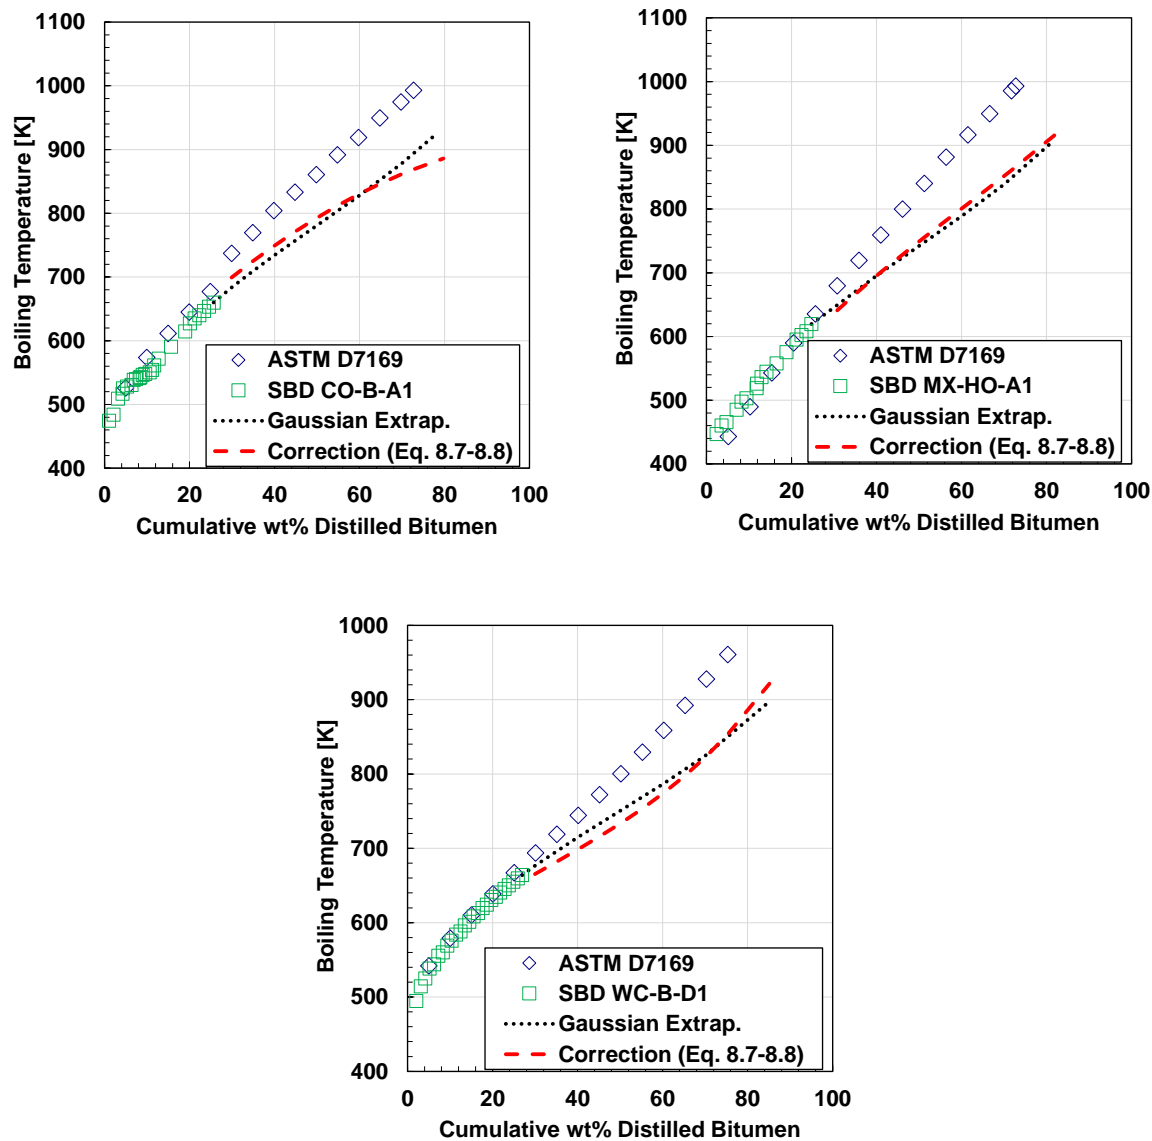 1100
1000
900
800
700
600
500
400
0
20
40
60
80
100
Boiling Temperature [K]
Cumulative wt% Distilled Bitumen
ASTM D7169
SBD CO-B-A1
Gaussian Extrap.
Correction (Eq. 8.7-8.8)
1100
1000
900
800
700
600
500
400
0
20
40
60
80
100
Boiling Temperature [K]
Cumulative wt% Distilled Bitumen
ASTM D7169
SBD MX-HO-A1
Gaussian Extrap.
Correction (Eq. 8.7-8.8)
1000
900
800
700
600
500
400
0
20
40
60
80
100
Boiling Temperature [K]
Cumulative wt% Distilled Bitumen
ASTM D7169
SBD WC-B-D1
Gaussian Extrap.
Correction (Eq. 8.7-8.8)